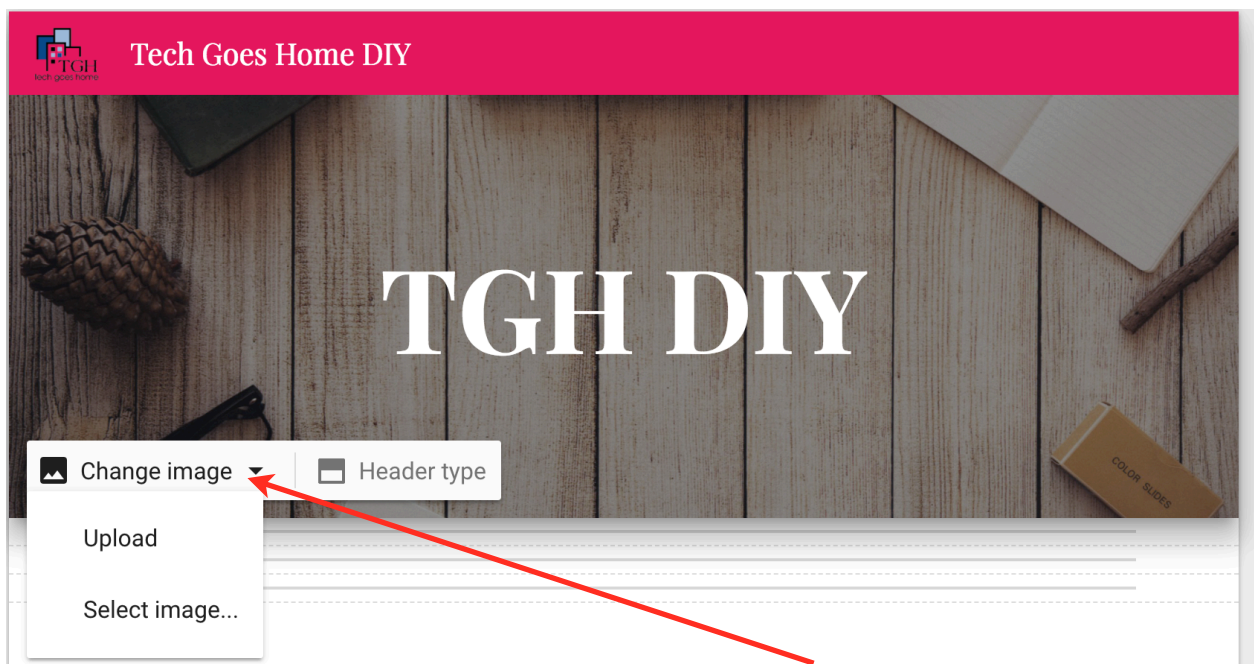 TGH
tech goes home
Tech Goes Home DIY
TGH DIY
Change image
Header type
COLOR SLIDES
Upload
Select image...